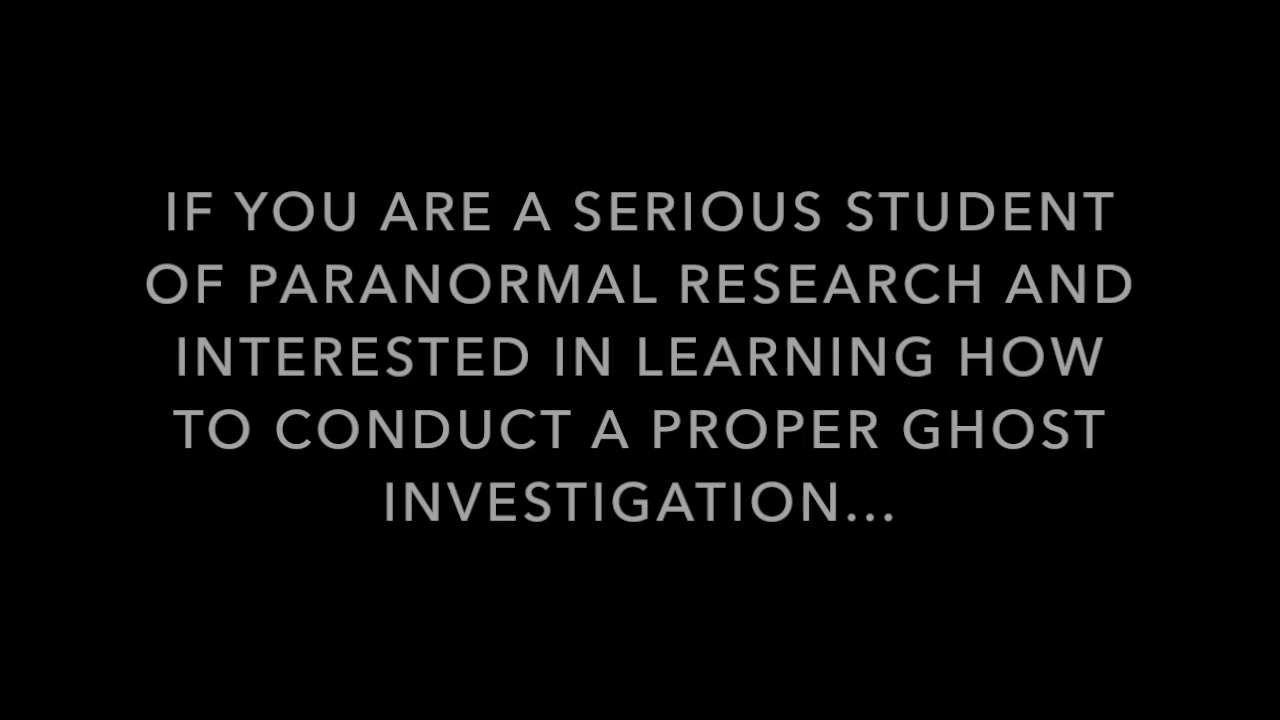 IF YOU ARE A SERIOUS STUDENT
OF PARANORMAL RESEARCH AND
INTERESTED IN LEARNING HOW
TO CONDUCT A PROPER GHOST
INVESTIGATION...